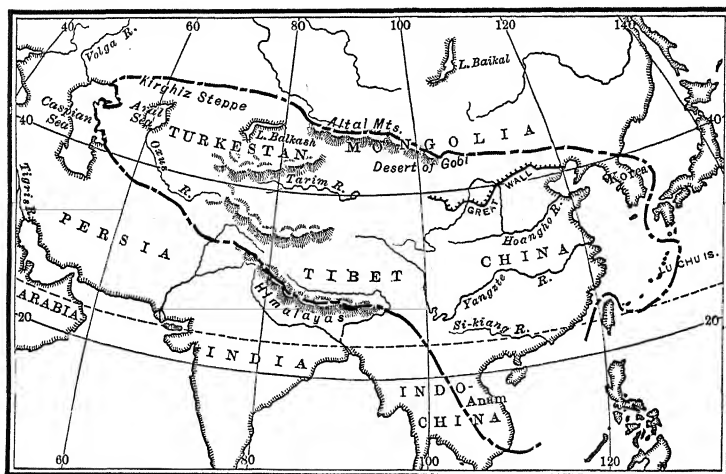 40
60
80
100
120
140
Volga R.
L. Baikal
Kirghiz Steppe
Caspian Sea
Aral Sea
Altai Mts.
L. Balkash
TURKESTAN
MONGOLIA
Desert of Gobi
40
40
Oxus R.
Tarim R.
GREAT WALL
Korea
Tigris R.
Hoangho R.
PERSIA
CHINA
LU CHU IS.
TIBET
Yangste R.
Himalayas
ARABIA
Si-kiang R.
20
20
INDIA
INDO-CHINA
Anam
60
80
100
120